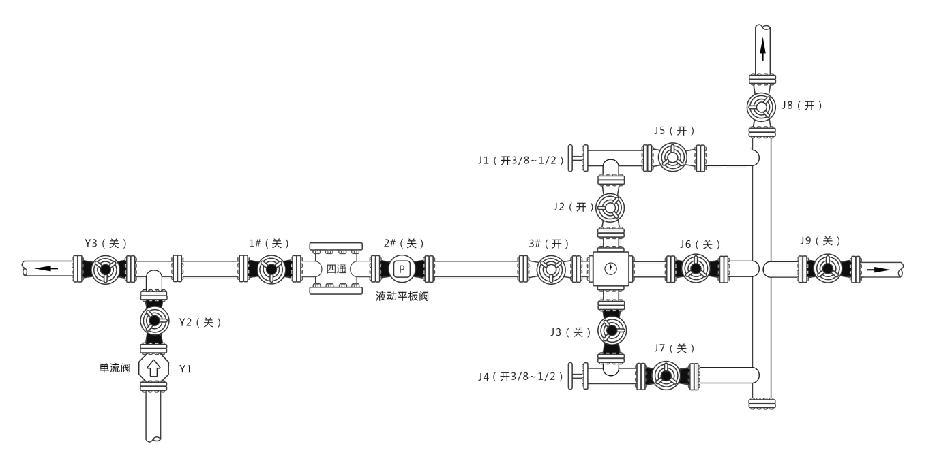 J8（开）
J5（开）
J1（开3/8~1/2）
J2（开）
Y3（关）
1#（关）
2#（关）
3#（开）
J6（关）
J9（关）
四通
P
液动平板阀
Y2（关）
J3（关）
J7（关）
单流阀
Y1
J4（开3/8~1/2）